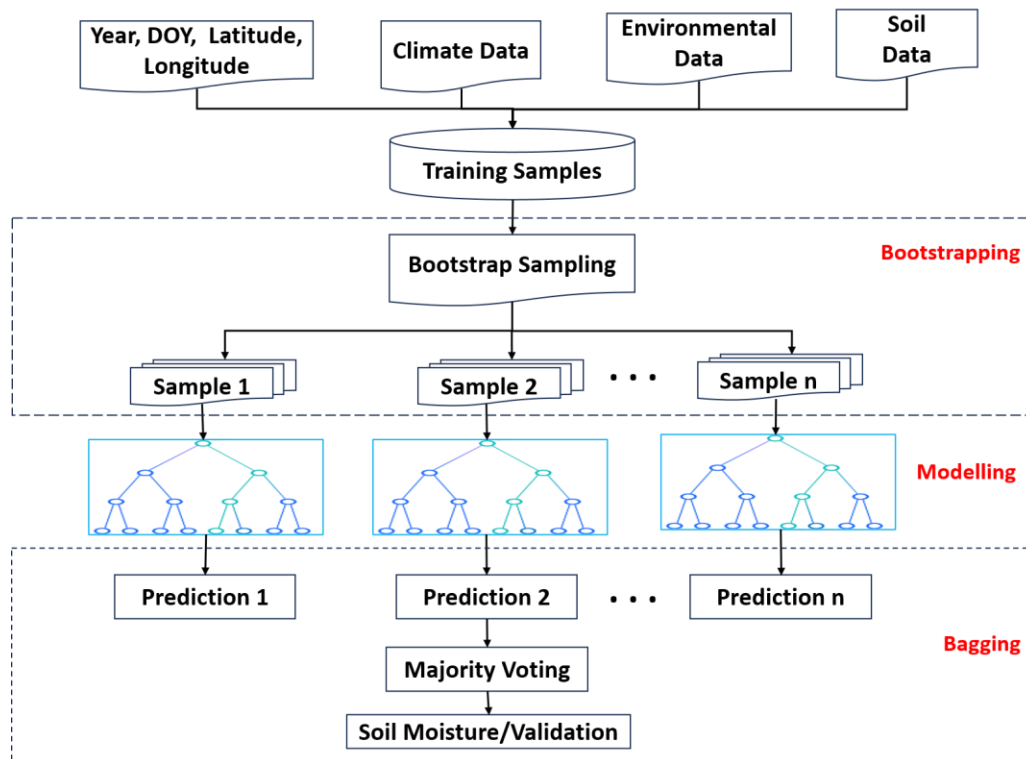 Year, DOY, Latitude,
Longitude
Climate Data
Environmental
Data
Soil
Data
Training Samples
Bootstrapping
Bootstrap Sampling
Sample 1
Sample 2
. . .
Sample n
Modelling
Prediction 1
Prediction 2
. . .
Prediction n
Bagging
Majority Voting
Soil Moisture/Validation